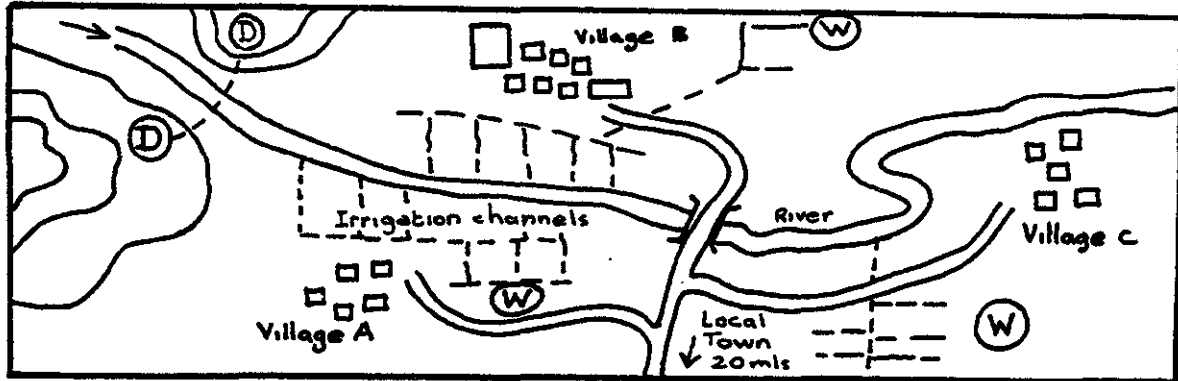 D
Village B
W
D
Irrigation channels
River
Village C
W
W
Village A
Local
Town
20 mls